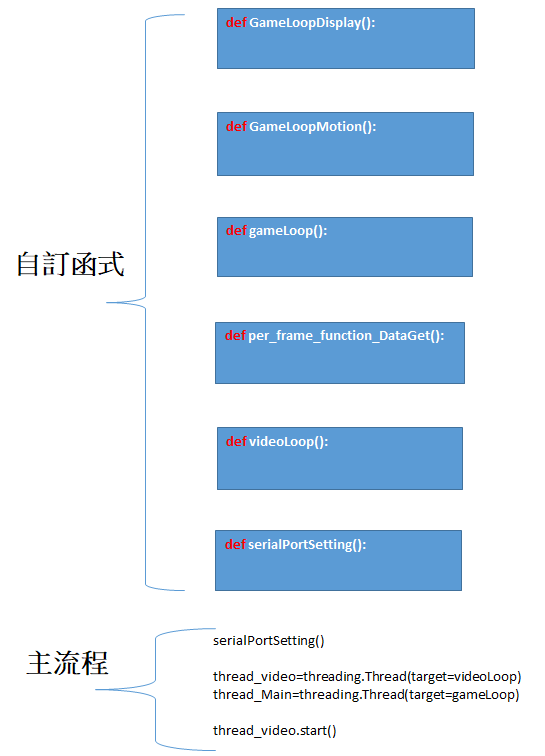 def GameLoopDisplay():
def GameLoopMotion():
def gameLoop():
自訂函式
def per_frame_function_DataGet():
def videoLoop():
def serialPortSetting():
serialPortSetting()
主流程
thread_video=threading.Thread(target=videoLoop)
thread_Main=threading.Thread(target=gameLoop)
thread_video.start()